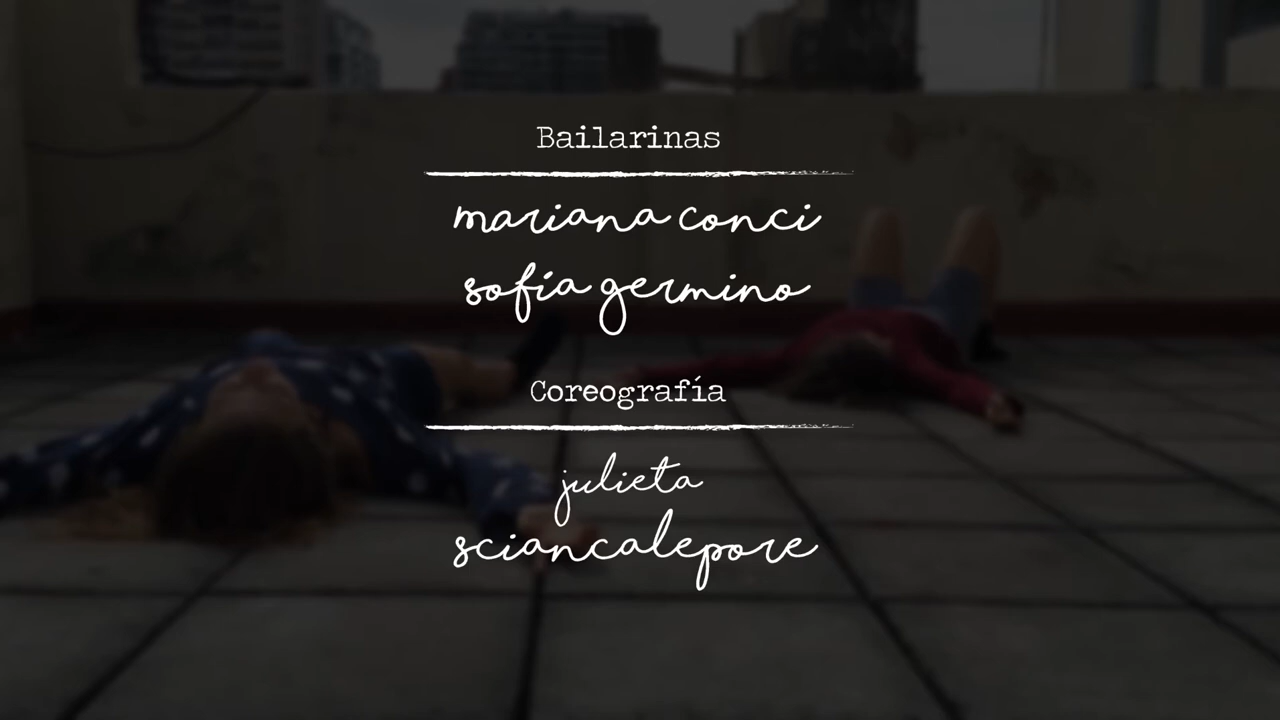 Bailarinas
mariana conci
sofía germino
Coreografía
julieta
sciancalepore